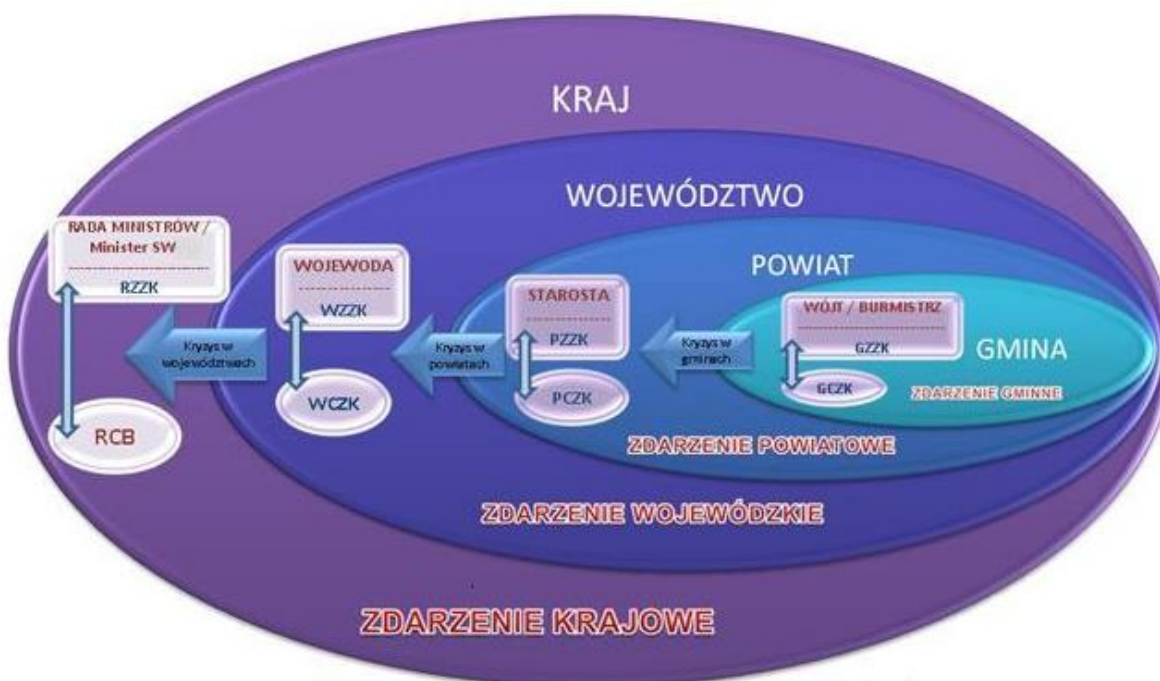 KRAJ
WOJEWÓDZTWO
POWIAT
GMINA
RADA MINISTRÓW /
Minister SW
RZZK
RCB
Kryzys w
województwach
WOJEWODA
WZZK
WCZK
Kryzys w
powiatach
STAROSTA
PZZK
PCZK
Kryzys w
gminach
WÓJT / BURMISTRZ
GZZK
GCZK
ZDARZENIE GMINNE
ZDARZENIE POWIATOWE
ZDARZENIE WOJEWÓDZKIE
ZDARZENIE KRAJOWE